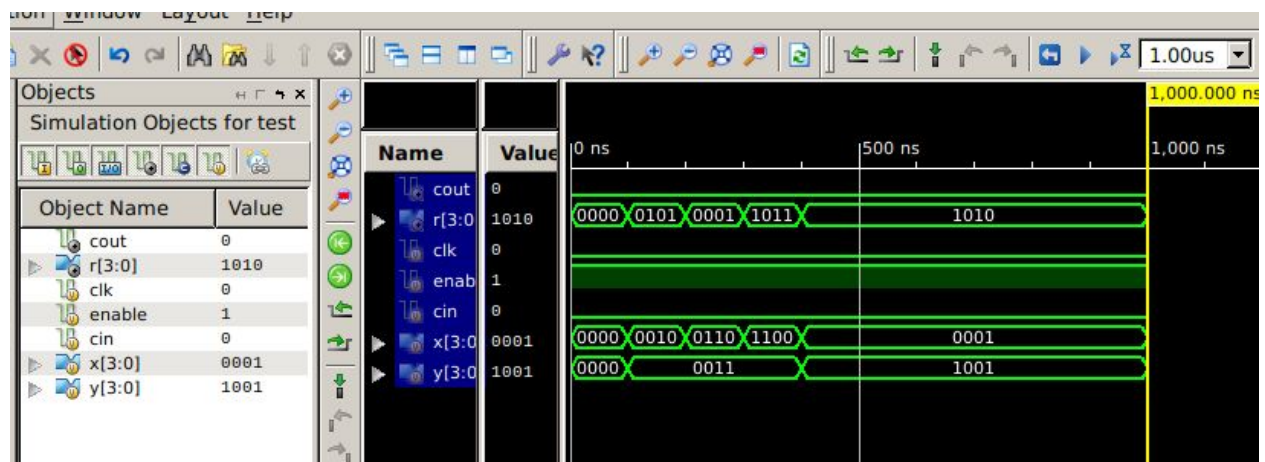 Window Layout Help
1.00us
Objects
Simulation Objects for test
Object Name Value
cout 0
r[3:0] 1010
clk 0
enable 1
cin 0
x[3:0] 0001
y[3:0] 1001
1,000.000 ns
Name Value 0 ns 500 ns 1,000 ns
cout 0
r[3:0 1010 0000 0101 0001 1011 1010
clk 0
enab 1
cin 0
x[3:0 0001 0000 0010 0110 1100 0001
y[3:0 1001 0000 0011 1001